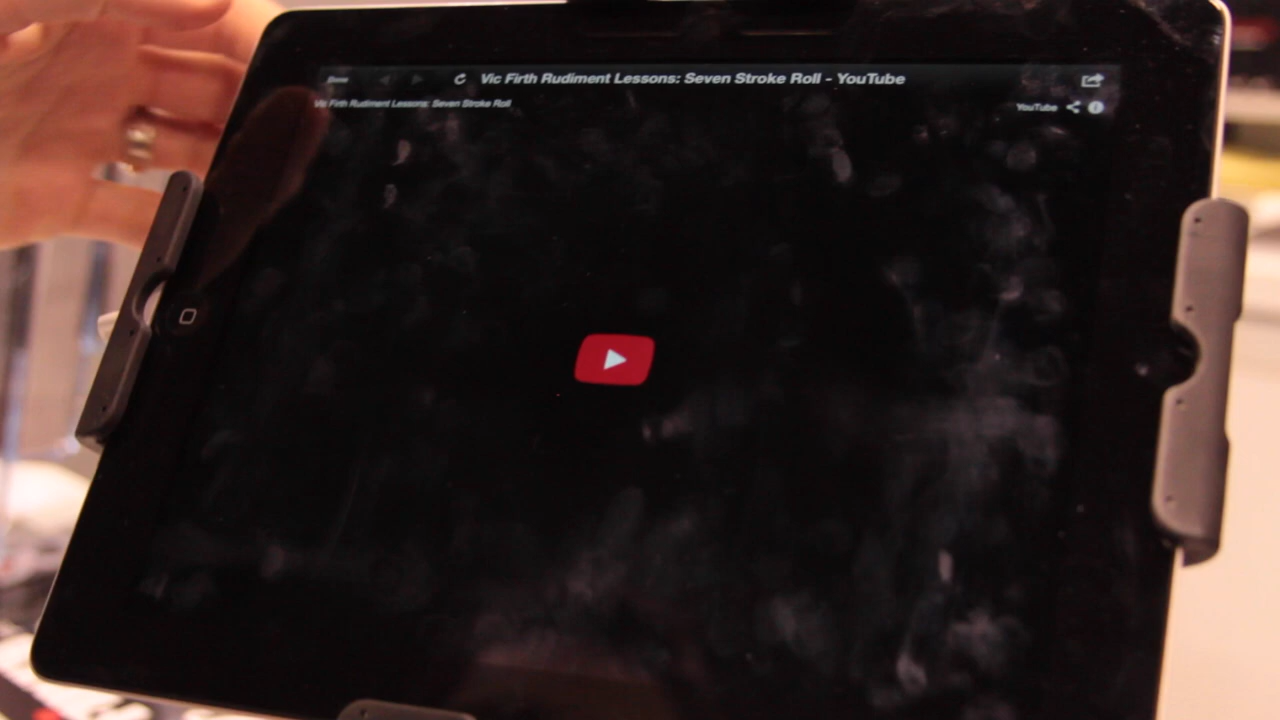 Done Vic Firth Rudiment Lessons: Seven Stroke Roll - YouTube
Vic Firth Rudiment Lessons: Seven Stroke Roll YouTube